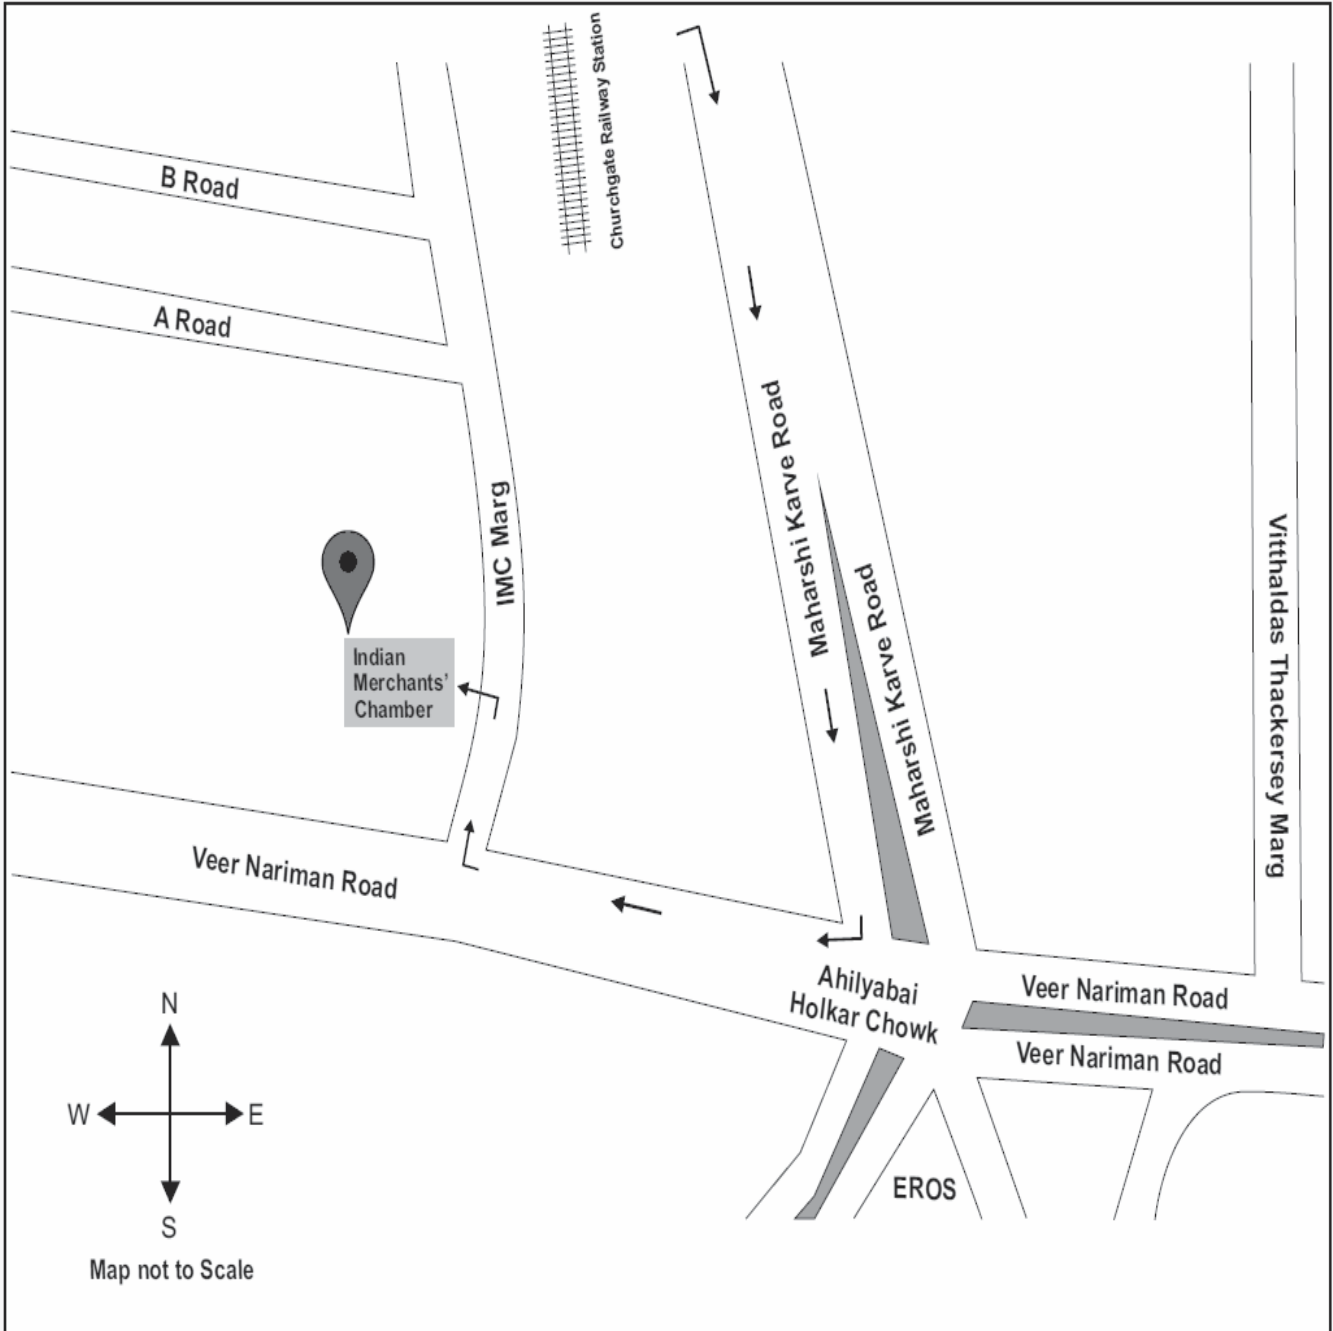 Churchgate Railway Station
B Road
A Road
Maharshi Karve Road
IMC Marg
Maharshi Karve Road
Vitthaldas Thackersey Marg
Indian
Merchants'
Chamber
Veer Nariman Road
Ahilyabai
Holkar Chowk
Veer Nariman Road
Veer Nariman Road
EROS
N
W
E
S
Map not to Scale